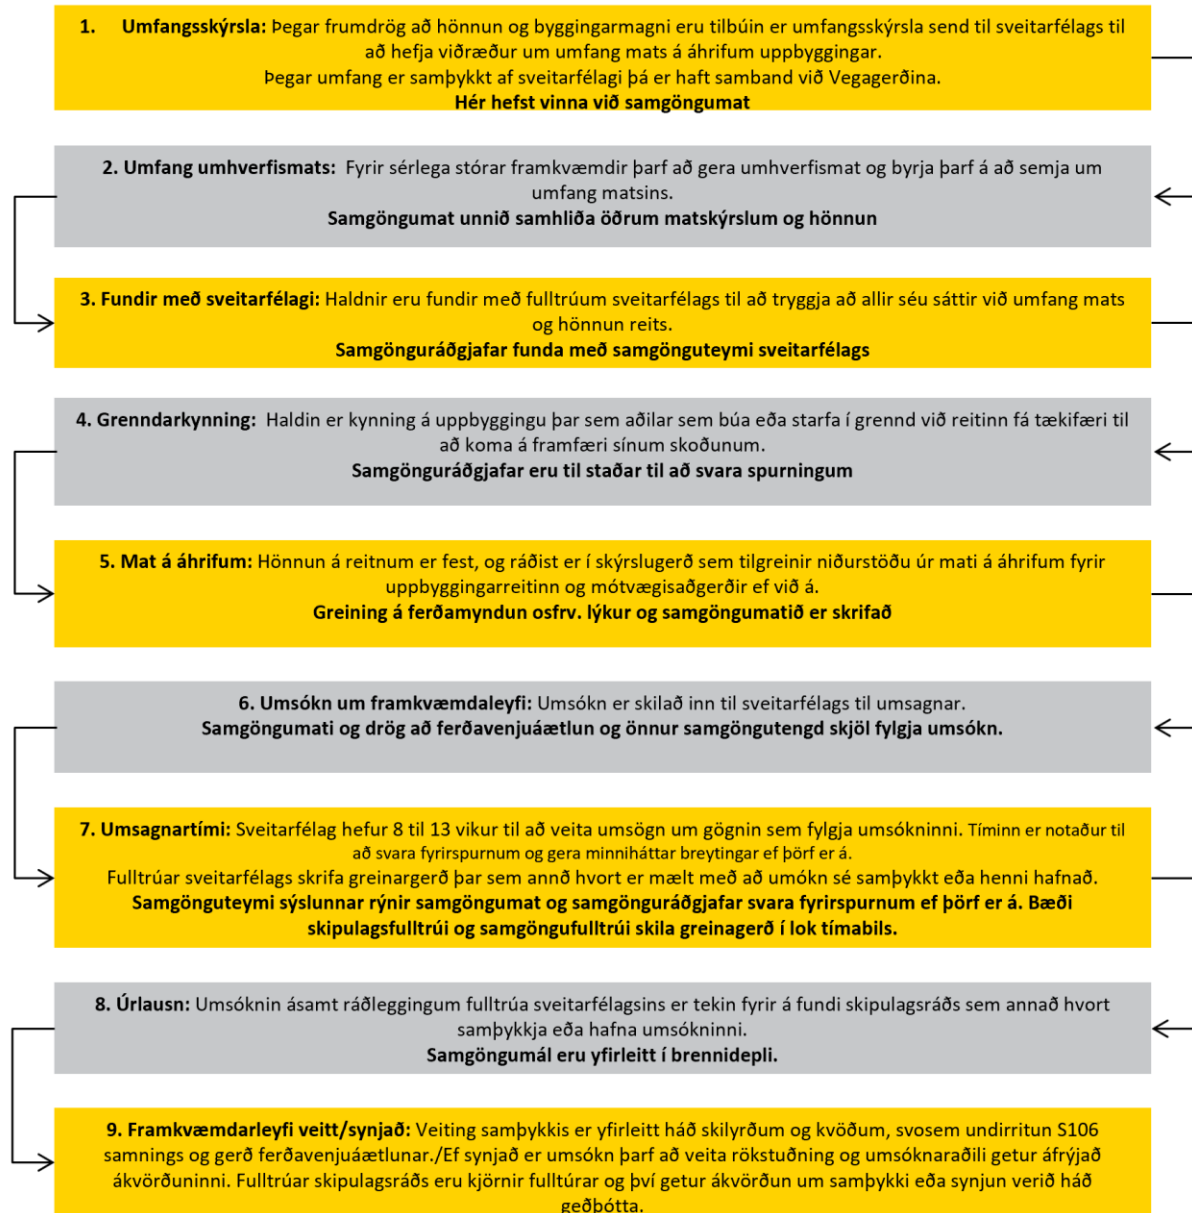 1. Umfangsskýrsla: Þegar frumdrög að hönnun og byggingarmagni eru tilbúin er umfangsskýrsla send til sveitarfélags til
að hefja viðræður um umfang mats á áhrifum uppbyggingar.
Þegar umfang er samþykkt af sveitarfélagi þá er haft samband við Vegagerðina.
Hér hefst vinna við samgöngumat
2. Umfang umhverfismats: Fyrir sérlega stórar framkvæmdir þarf að gera umhverfismat og byrja þarf á að semja um
umfang matsins.
Samgöngumat unnið samhliða öðrum matskýrslum og hönnun
3. Fundir með sveitarfélagi: Haldnir eru fundir með fulltrúum sveitarfélags til að tryggja að allir séu sáttir við umfang mats
og hönnun reits.
Samgönguráðgjafar funda með samgönguteymi sveitarfélags
4. Grenndarkynning: Haldin er kynning á uppbyggingu þar sem aðilar sem búa eða starfa í grennd við reitinn fá tækifæri til
að koma á framfæri sínum skoðunum.
Samgönguráðgjafar eru til staðar til að svara spurningum
5. Mat á áhrifum: Hönnun á reitnum er fest, og ráðist er í skýrslugerð sem tilgreinir niðurstöðu úr mati á áhrifum fyrir
uppbyggingarreitinn og mótvægisaðgerðir ef við á.
Greining á ferðamyndun osfrv. lýkur og samgöngumatið er skrifað
6. Umsókn um framkvæmdaleyfi: Umsókn er skilað inn til sveitarfélags til umsagnar.
Samgöngumati og drög að ferðavenjuáætlun og önnur samgöngutengd skjöl fylgja umsókn.
7. Umsagnartími: Sveitarfélag hefur 8 til 13 vikur til að veita umsögn um gögnin sem fylgja umsókninni. Tíminn er notaður til
að svara fyrirspurnum og gera minniháttar breytingar ef þörf er á.
Fulltrúar sveitarfélags skrifa greinargerð þar sem annð hvort er mælt með að umókn sé samþykkt eða henni hafnað.
Samgönguteymi sýslunnar rýnir samgöngumat og samgönguráðgjafar svara fyrirspurnum ef þörf er á. Bæði
skipulagsfulltrúi og samgöngufulltrúi skila greinagerð í lok tímabils.
8. Úrlausn: Umsóknin ásamt ráðleggingum fulltrúa sveitarfélagsins er tekin fyrir á fundi skipulagsráðs sem annað hvort
samþykkja eða hafna umsókninni.
Samgöngumál eru yfirleitt í brennidepli.
9. Framkvæmdarleyfi veitt/synjað: Veiting samþykkis er yfirleitt háð skilyrðum og kvöðum, svosem undirritun S106
samnings og gerð ferðavenjuáætlunar./Ef synjað er umsókn þarf að veita rökstuðning og umsóknaraðili getur áfrýjað
ákvörðuninni. Fulltrúar skipulagsráðs eru kjörnir fulltúrar og því getur ákvörðun um samþykki eða synjun verið háð
geðþótta.